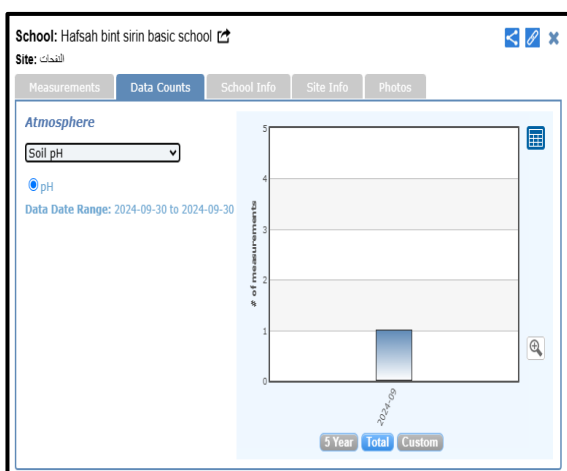 School: Hafsah bint sirin basic school
Site: النفحات
Measurements Data Counts School Info Site Info Photos
Atmosphere
Soil pH
pH
Data Date Range: 2024-09-30 to 2024-09-30
# of measurements
5
4
3
2
1
0
2024-09
5 Year Total Custom